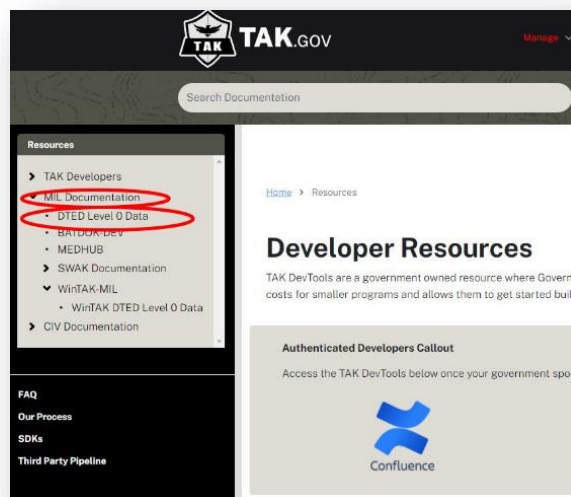 TAK
TAK.GOV
Manage
Search Documentation
Resources
TAK Developers
MIL Documentation
DTED Level 0 Data
BATDOK-DEV
MEDHUB
SWAK Documentation
WinTAK-MIL
WinTAK DTED Level 0 Data
CIV Documentation
FAQ
Our Process
SDKs
Third Party Pipeline
Home > Resources
Developer Resources
TAK DevTools are a government owned resource where Govern
costs for smaller programs and allows them to get started buil
Authenticated Developers Callout
Access the TAK DevTools below once your government spo
Confluence